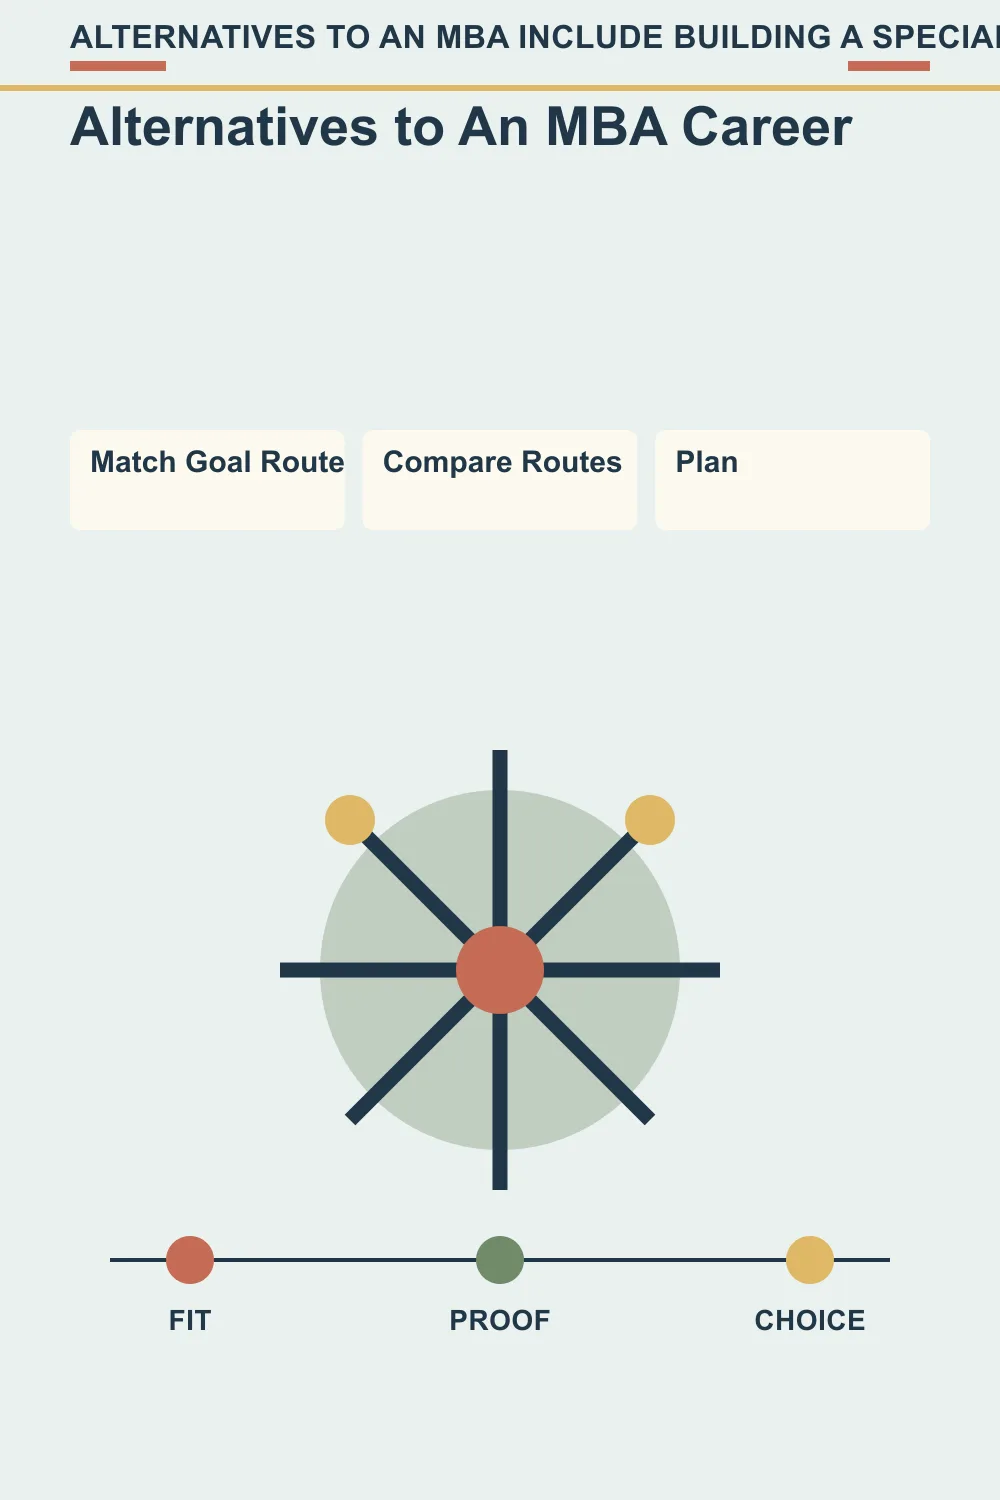 ALTERNATIVES TO AN MBA INCLUDE BUILDING A SPECIA
Alternatives to An MBA Career
Match Goal Route
Compare Routes
Plan
FIT
PROOF
CHOICE